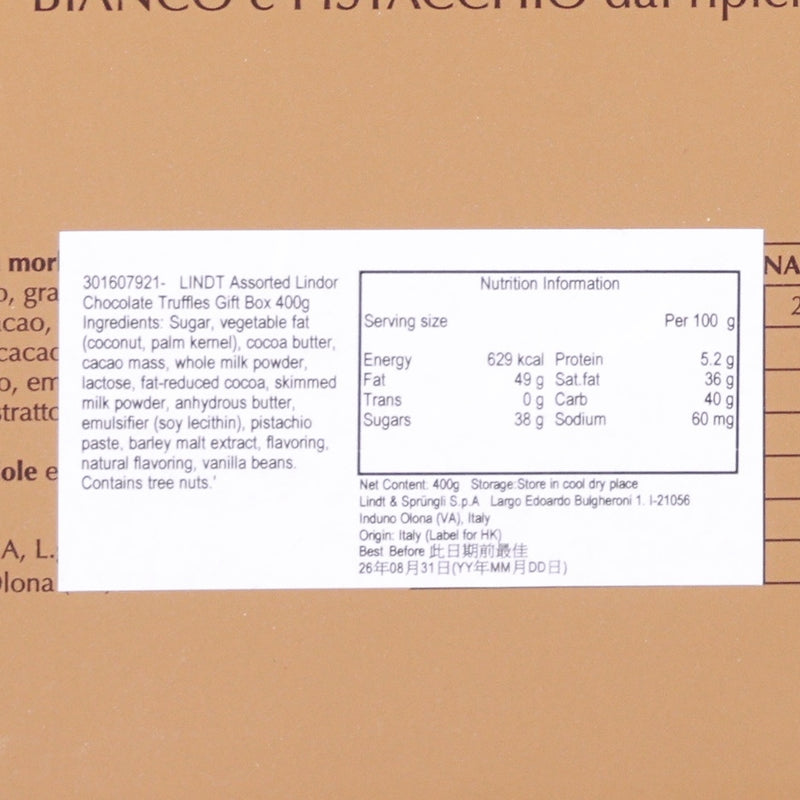 BIANCO e PISTACCHIO dai ripie
mor
NA
o, gra
2
cao,
cacao
o, em
stratto
ole e
A, L.
Olona
301607921- LINDT Assorted Lindor
Chocolate Truffles Gift Box 400g
Ingredients: Sugar, vegetable fat
(coconut, palm kernel), cocoa butter,
cacao mass, whole milk powder,
lactose, fat-reduced cocoa, skimmed
milk powder, anhydrous butter,
emulsifier (soy lecithin), pistachio
paste, barley malt extract, flavoring,
natural flavoring, vanilla beans.
Contains tree nuts.'
Nutrition Information
Serving size Per 100 g
Energy 629 kcal Protein 5.2 g
Fat 49 g Sat.fat 36 g
Trans 0 g Carb 40 g
Sugars 38 g Sodium 60 mg
Net Content: 400g Storage:Store in cool dry place
Lindt & Sprüngli S.p.A Largo Edoardo Bulgheroni 1. I-21056
Induno Olona (VA), Italy
Origin: Italy (Label for HK)
Best Before 此日期前最佳
26年08月31日(YY年MM月DD日)